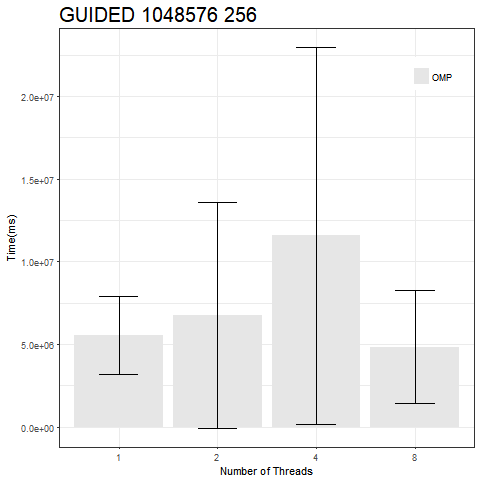 GUIDED 1048576 256
OMP
Time(ms)
2.0e+07
1.5e+07
1.0e+07
5.0e+06
0.0e+00
1 2 4 8
Number of Threads